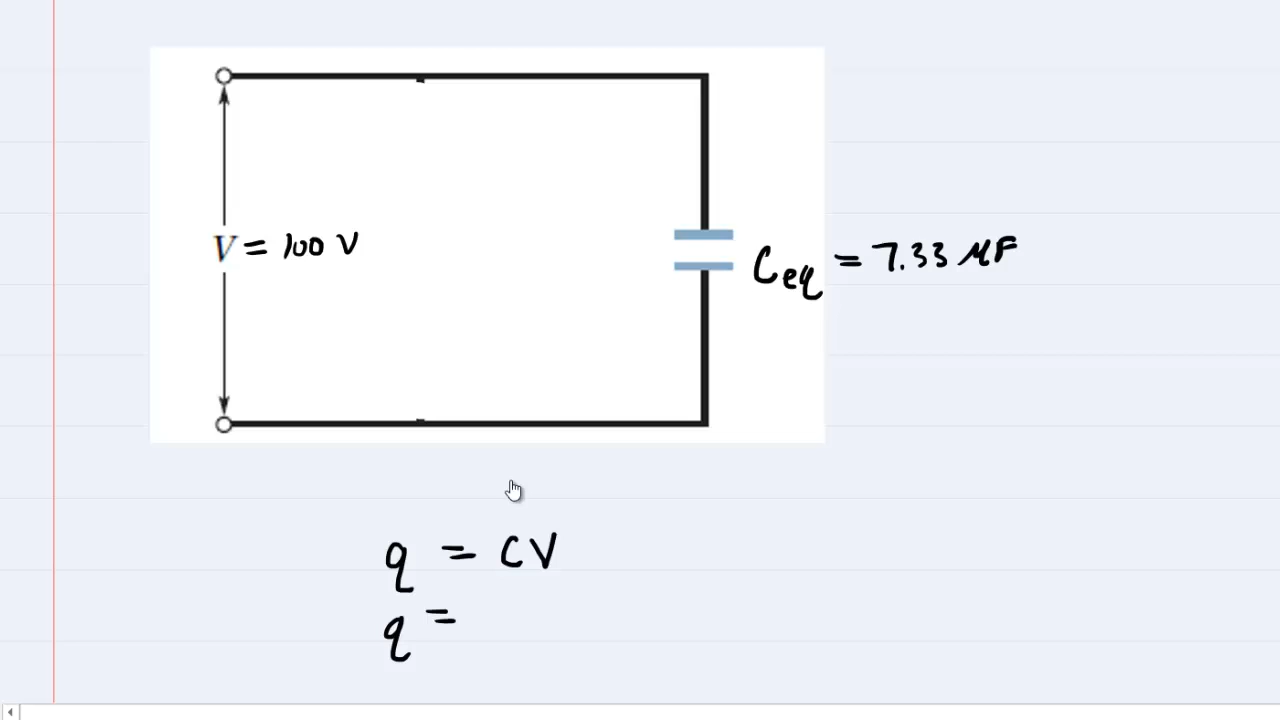 V = 100 V
Ceq = 7.33 μF
q = CV
q =